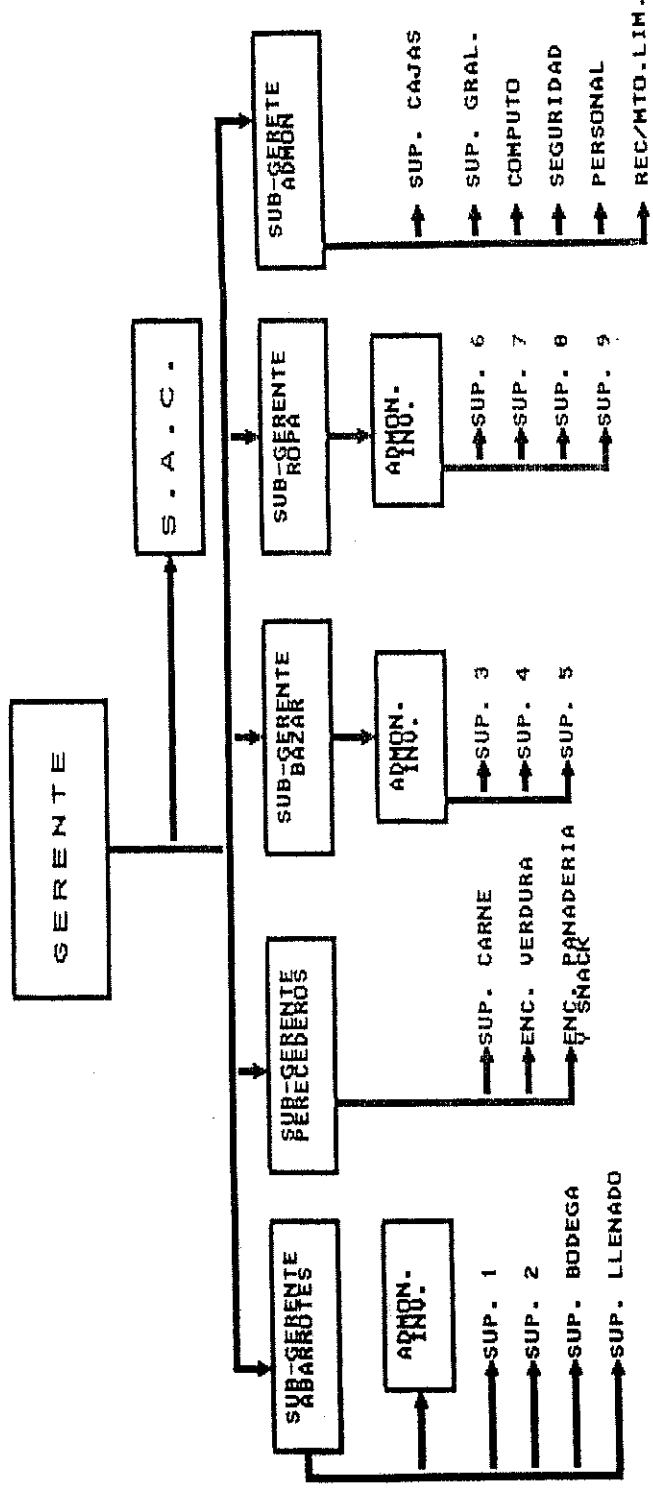 GERENTE
S.A.C.
SUB-GERENTE
ABARROTES
SUB-GERENTE
PERECEDEROS
SUB-GERENTE
BAZAR
SUB-GERENTE
ROPA
SUB-GERETE
ADMON
ADMON.
INV.
SUP. 1
SUP. 2
SUP. BODEGA
SUP. LLENADO
SUP. CARNE
ENC. VERDURA
ENC. PANADERIA
Y SNACK
ADMON.
INV.
SUP. 3
SUP. 4
SUP. 5
ADMON.
INV.
SUP. 6
SUP. 7
SUP. 8
SUP. 9
SUP. CAJAS
SUP. GRAL.
COMPUTO
SEGURIDAD
PERSONAL
REC/MTO.LIM.